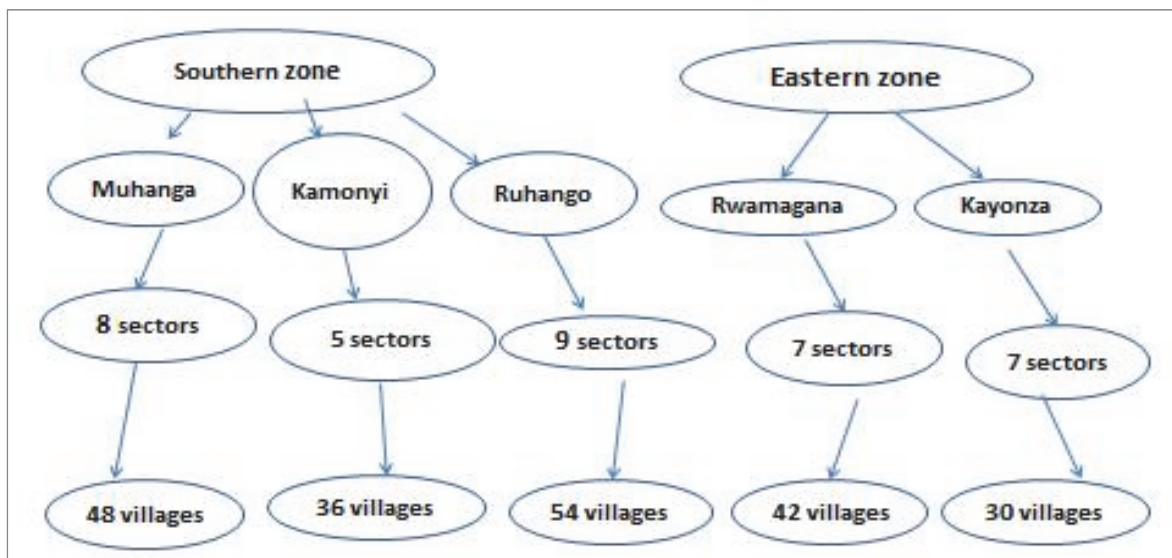 Southern zone
Eastern zone
Muhanga
Kamonyi
Ruhango
Rwamagana
Kayonza
8 sectors
5 sectors
9 sectors
7 sectors
7 sectors
48 villages
36 villages
54 villages
42 villages
30 villages